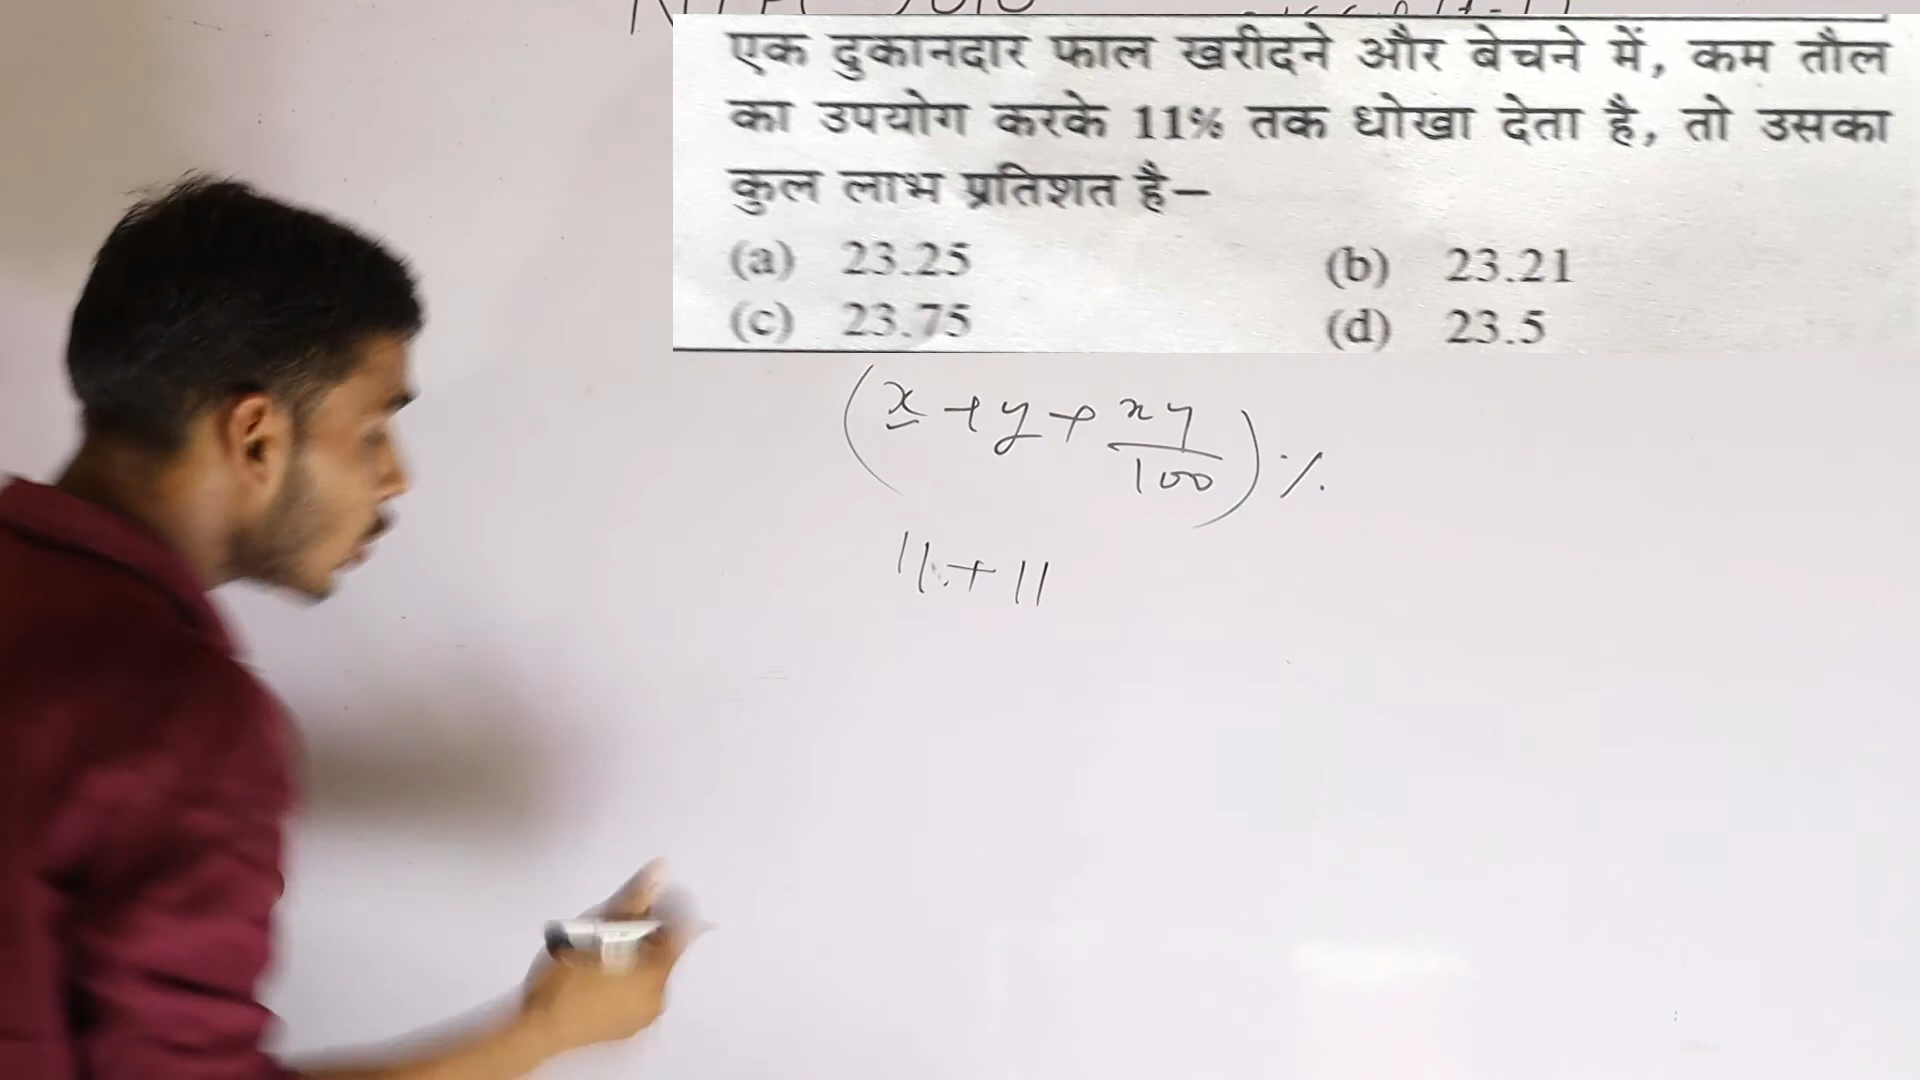 एक दुकानदार फाल खरीदने और बेचने में, कम तौल
का उपयोग करके 11% तक धोखा देता है, तो उसका
कुल लाभ प्रतिशत है–
(a) 23.25 (b) 23.21
(c) 23.75 (d) 23.5
(x + y + xy/100) %
11 + 11